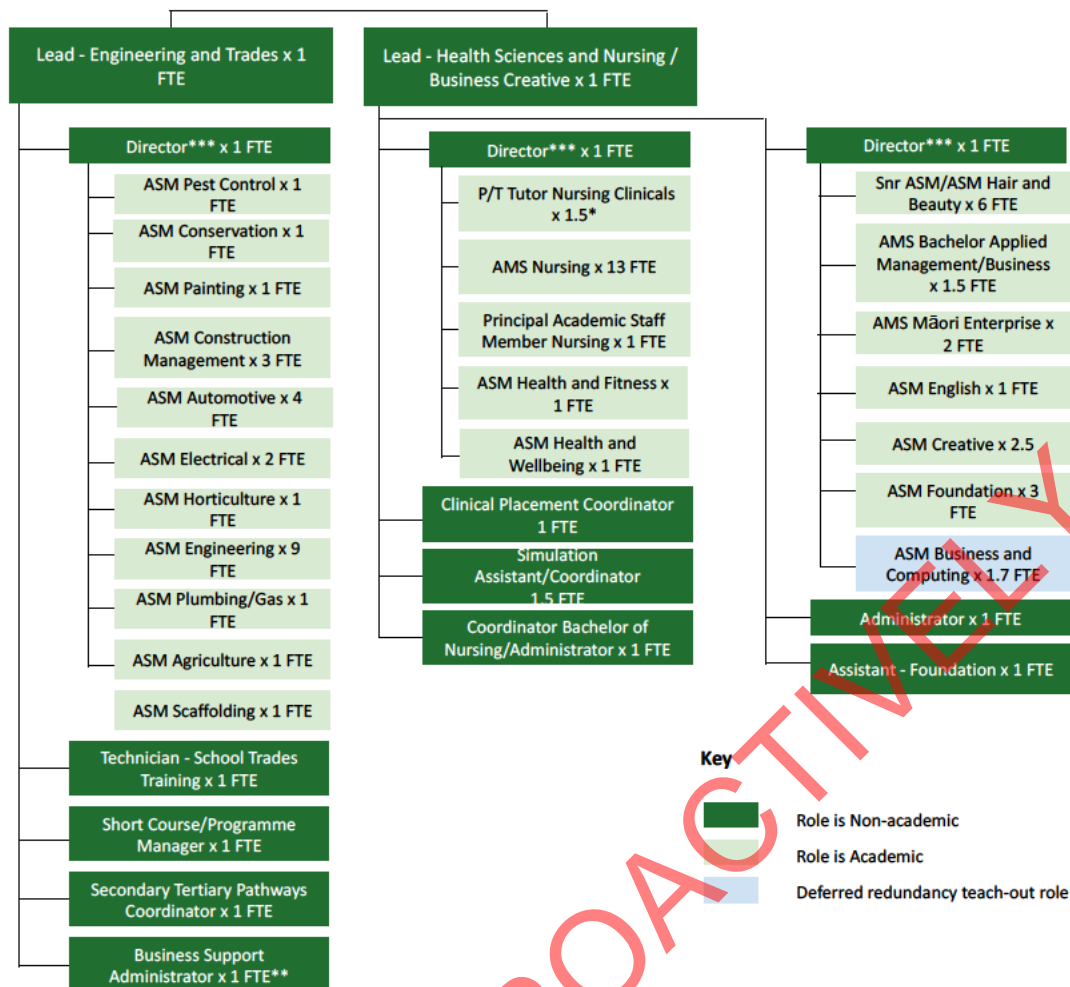 Lead - Engineering and Trades x 1
FTE
Director*** x 1 FTE
ASM Pest Control x 1
FTE
ASM Conservation x 1
FTE
ASM Painting x 1 FTE
ASM Construction
Management x 3 FTE
ASM Automotive x 4
FTE
ASM Electrical x 2 FTE
ASM Horticulture x 1
FTE
ASM Engineering x 9
FTE
ASM Plumbing/Gas x 1
FTE
ASM Agriculture x 1 FTE
ASM Scaffolding x 1 FTE
Technician - School Trades
Training x 1 FTE
Short Course/Programme
Manager x 1 FTE
Secondary Tertiary Pathways
Coordinator x 1 FTE
Business Support
Administrator x 1 FTE**
Lead - Health Sciences and Nursing /
Business Creative x 1 FTE
Director*** x 1 FTE
P/T Tutor Nursing Clinicals
x 1.5*
AMS Nursing x 13 FTE
Principal Academic Staff
Member Nursing x 1 FTE
ASM Health and Fitness x
1 FTE
ASM Health and
Wellbeing x 1 FTE
Clinical Placement Coordinator
1 FTE
Simulation
Assistant/Coordinator
1.5 FTE
Coordinator Bachelor of
Nursing/Administrator x 1 FTE
Director*** x 1 FTE
Snr ASM/ASM Hair and
Beauty x 6 FTE
AMS Bachelor Applied
Management/Business
x 1.5 FTE
AMS Māori Enterprise x
2 FTE
ASM English x 1 FTE
ASM Creative x 2.5
ASM Foundation x 3
FTE
ASM Business and
Computing x 1.7 FTE
Administrator x 1 FTE
Assistant - Foundation x 1 FTE
Key
Role is Non-academic
Role is Academic
Deferred redundancy teach-out role
ROACTIVELY